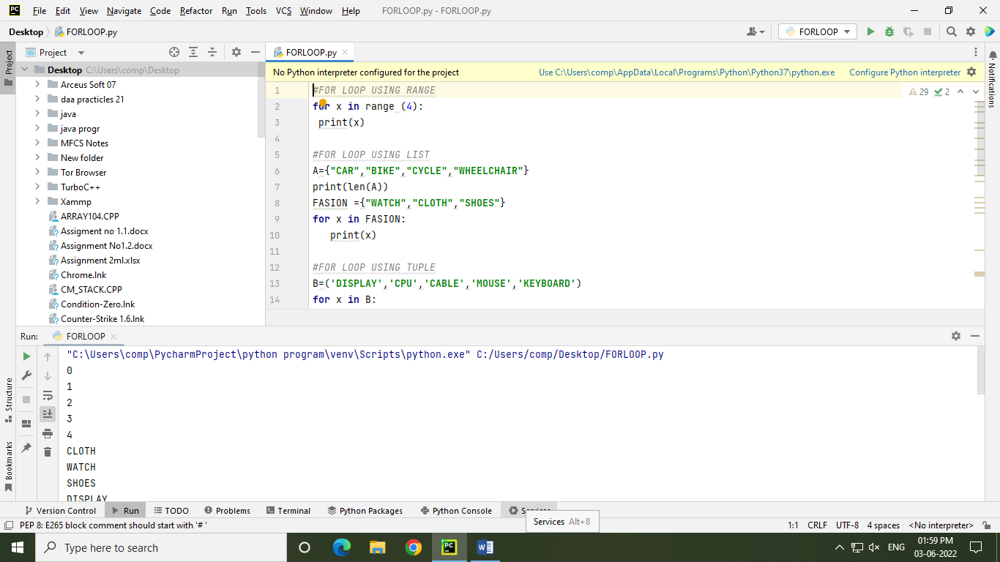 PC File Edit View Navigate Code Refactor Run Tools VCS Window Help FORLOOP.py - FORLOOP.py
Desktop FORLOOP.py FORLOOP
Project
Project
Desktop C:\Users\comp\Desktop
Arceus Soft 07
daa practicles 21
java
java progr
MFCS Notes
New folder
Tor Browser
TurboC++
Xammp
ARRAY104.CPP
Assigment no 1.1.docx
Assignment No1.2.docx
Assignment 2ml.xlsx
Chrome.lnk
CM_STACK.CPP
Condition-Zero.lnk
Counter-Strike 1.6.lnk
FORLOOP.py
No Python interpreter configured for the project Use C:\Users\comp\AppData\Local\Programs\Python\Python37\python.exe Configure Python interpreter
29 2
1 #FOR LOOP USING RANGE
2 for x in range (4):
3 print(x)
4
5 #FOR LOOP USING LIST
6 A={"CAR","BIKE","CYCLE","WHEELCHAIR"}
7 print(len(A))
8 FASION ={"WATCH","CLOTH","SHOES"}
9 for x in FASION:
10 print(x)
11
12 #FOR LOOP USING TUPLE
13 B=('DISPLAY','CPU','CABLE','MOUSE','KEYBOARD')
14 for x in B:
Notifications
Structure
Bookmarks
Run: FORLOOP
"C:\Users\comp\PycharmProject\python program\venv\Scripts\python.exe" C:/Users/comp/Desktop/FORLOOP.py
0
1
2
3
4
CLOTH
WATCH
SHOES
DISPLAY
Version Control Run TODO Problems Terminal Python Packages Python Console Services
Services Alt+8
PEP 8: E265 block comment should start with '# ' 1:1 CRLF UTF-8 4 spaces <No interpreter>
Type here to search PC W ENG
01:59 PM
03-06-2022